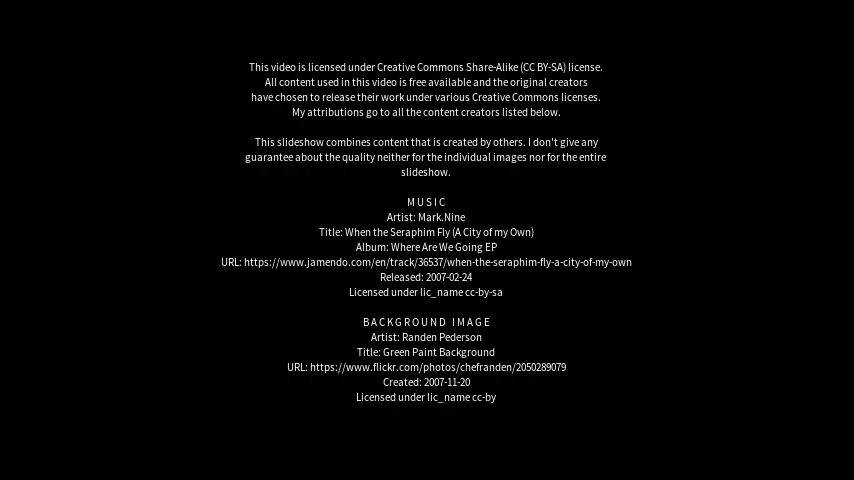 This video is licensed under Creative Commons Share-Alike (CC BY-SA) license.
All content used in this video is free available and the original creators
have chosen to release their work under various Creative Commons licenses.
My attributions go to all the content creators listed below.
This slideshow combines content that is created by others. I don't give any
guarantee about the quality neither for the individual images nor for the entire
slideshow.
M U S I C
Artist: Mark.Nine
Title: When the Seraphim Fly (A City of my Own)
Album: Where Are We Going EP
URL: https://www.jamendo.com/en/track/36537/when-the-seraphim-fly-a-city-of-my-own
Released: 2007-02-24
Licensed under lic_name cc-by-sa
B A C K G R O U N D   I M A G E
Artist: Randen Pederson
Title: Green Paint Background
URL: https://www.flickr.com/photos/chefranden/2050289079
Created: 2007-11-20
Licensed under lic_name cc-by